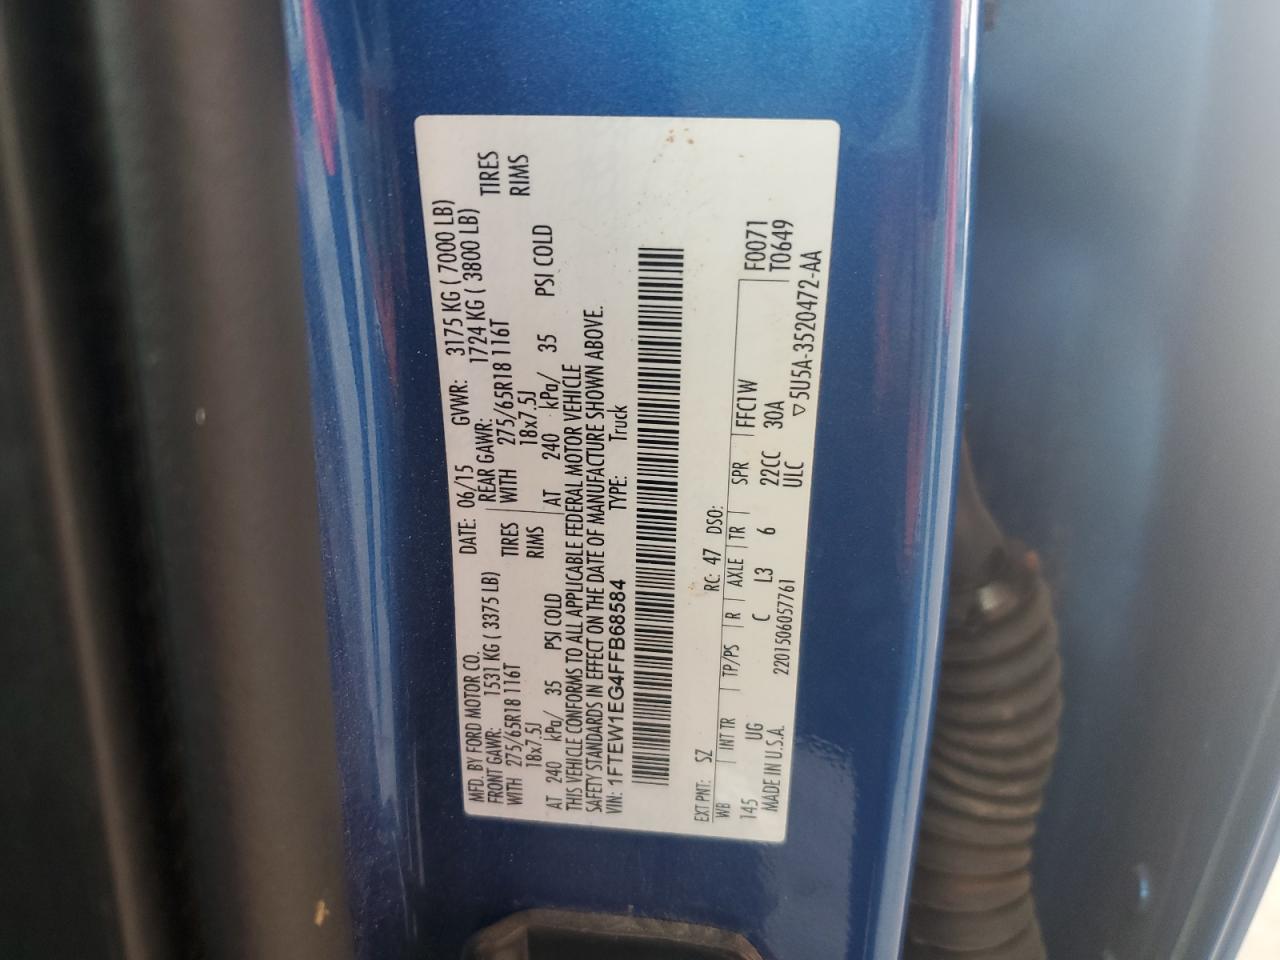 MFD. BY FORD MOTOR CO. DATE: 06/15 GVWR: 3175 KG ( 7000 LB)
FRONT GAWR: 1531 KG ( 3375 LB) REAR GAWR: 1724 KG ( 3800 LB)
WITH 275/65R18 116T TIRES WITH 275/65R18 116T TIRES
18x7.5J RIMS 18x7.5J RIMS
AT 240 kPa/ 35 PSI COLD AT 240 kPa/ 35 PSI COLD
THIS VEHICLE CONFORMS TO ALL APPLICABLE FEDERAL MOTOR VEHICLE
SAFETY STANDARDS IN EFFECT ON THE DATE OF MANUFACTURE SHOWN ABOVE.
VIN: 1FTEW1EG4FFB68584 TYPE: Truck
EXT PNT: SZ RC: 47 DSO:
WB INT TR TP/PS R AXLE TR SPR FFC1W F0071
145 UG C L3 6 22CC 30A T0649
MADE IN U.S.A. 220150605​7761 ULC ▽5U5A-3520472-AA